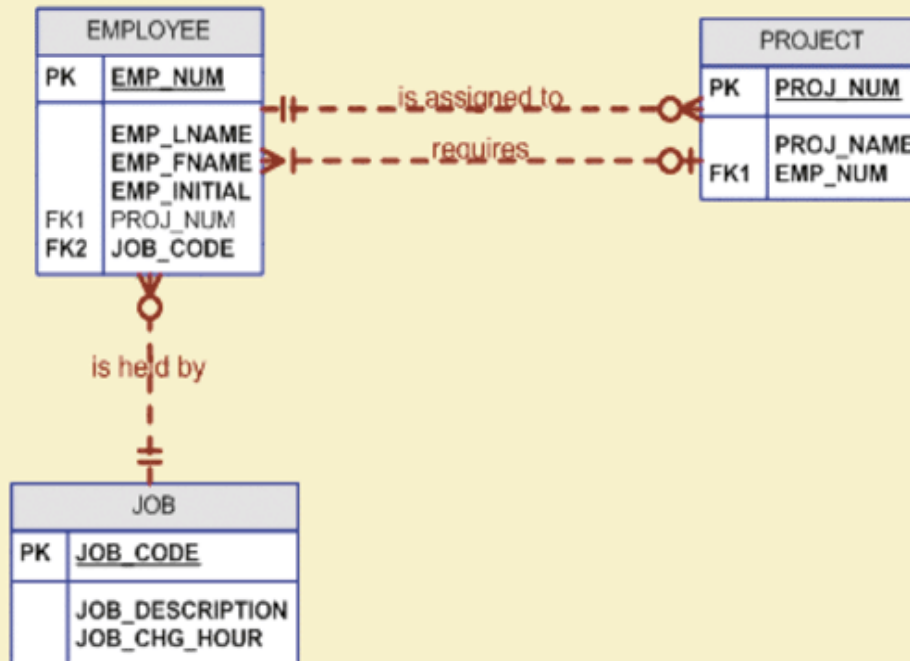 EMPLOYEE
PK EMP_NUM
EMP_LNAME
EMP_FNAME
EMP_INITIAL
FK1 PROJ_NUM
FK2 JOB_CODE
is assigned to
requires
PROJECT
PK PROJ_NUM
PROJ_NAME
FK1 EMP_NUM
is held by
JOB
PK JOB_CODE
JOB_DESCRIPTION
JOB_CHG_HOUR